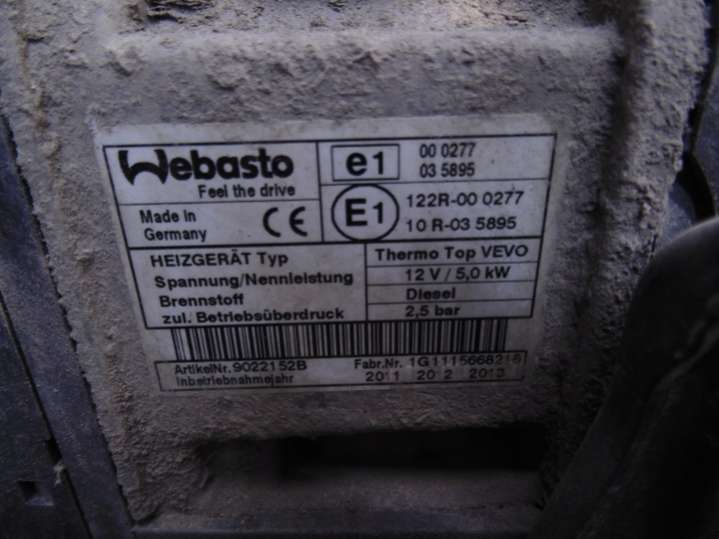 Webasto
Feel the drive
e1
00 0277
03 5895
Made in
Germany
CE
E1
122R-00 0277
10 R-03 5895
HEIZGERÄT Typ
Thermo Top VEVO
Spannung/Nennleistung
12 V / 5,0 kW
Brennstoff
Diesel
zul. Betriebsüberdruck
2,5 bar
ArtikelNr. 9022152B
Fabr.Nr. 1G1115668216
Inbetriebnahmejahr
2011 2012 2013